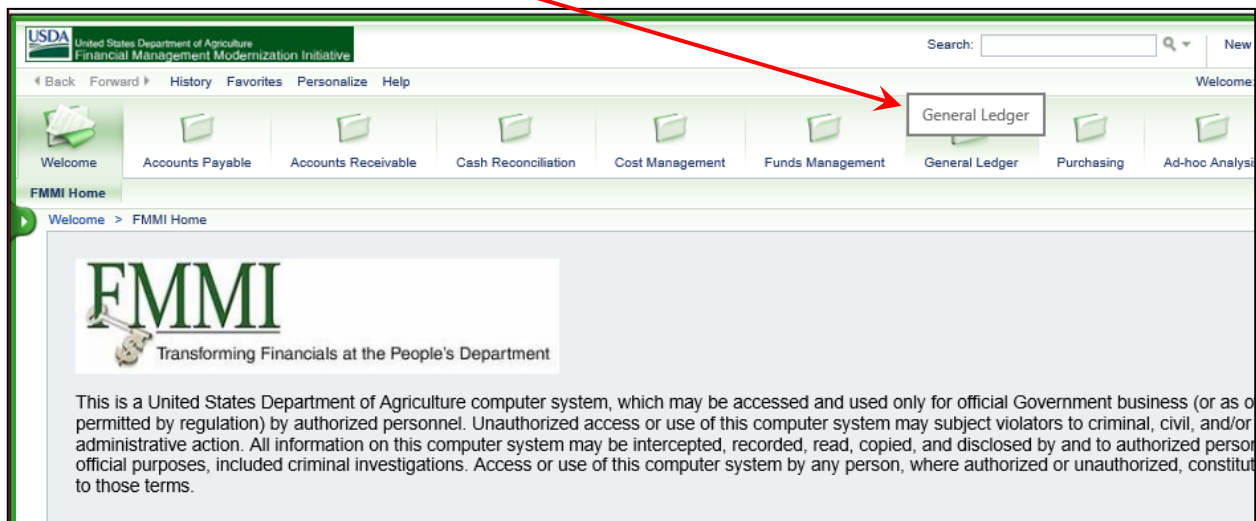 USDA United States Department of Agriculture
Financial Management Modernization Initiative
Search:
New
Back Forward History Favorites Personalize Help
Welcome:
General Ledger
Welcome Accounts Payable Accounts Receivable Cash Reconciliation Cost Management Funds Management General Ledger Purchasing Ad-hoc Analysi
FMMI Home
Welcome > FMMI Home
FMMI
Transforming Financials at the People's Department
This is a United States Department of Agriculture computer system, which may be accessed and used only for official Government business (or as o
permitted by regulation) by authorized personnel. Unauthorized access or use of this computer system may subject violators to criminal, civil, and/or
administrative action. All information on this computer system may be intercepted, recorded, read, copied, and disclosed by and to authorized person
official purposes, included criminal investigations. Access or use of this computer system by any person, where authorized or unauthorized, constitut
to those terms.